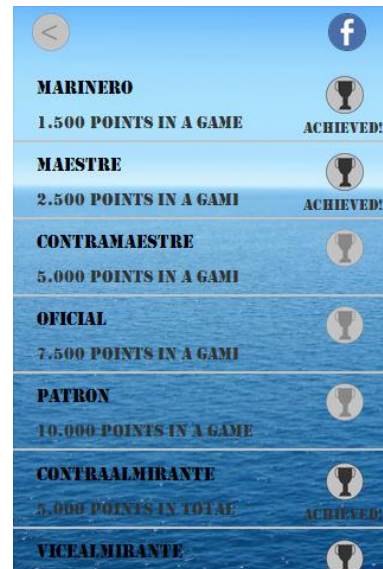 <
f
MARINERO
1.500 POINTS IN A GAME
ACHIEVED!
MAESTRE
2.500 POINTS IN A GAMI
ACHIEVED!
CONTRAMAESTRE
5.000 POINTS IN A GAMI
OFICIAL
7.500 POINTS IN A GAMI
PATRON
10.000 POINTS IN A GAME
CONTRAALMIRANTE
5.000 POINTS IN TOTAL
ACHIEVED!
VICEALMIRANTE